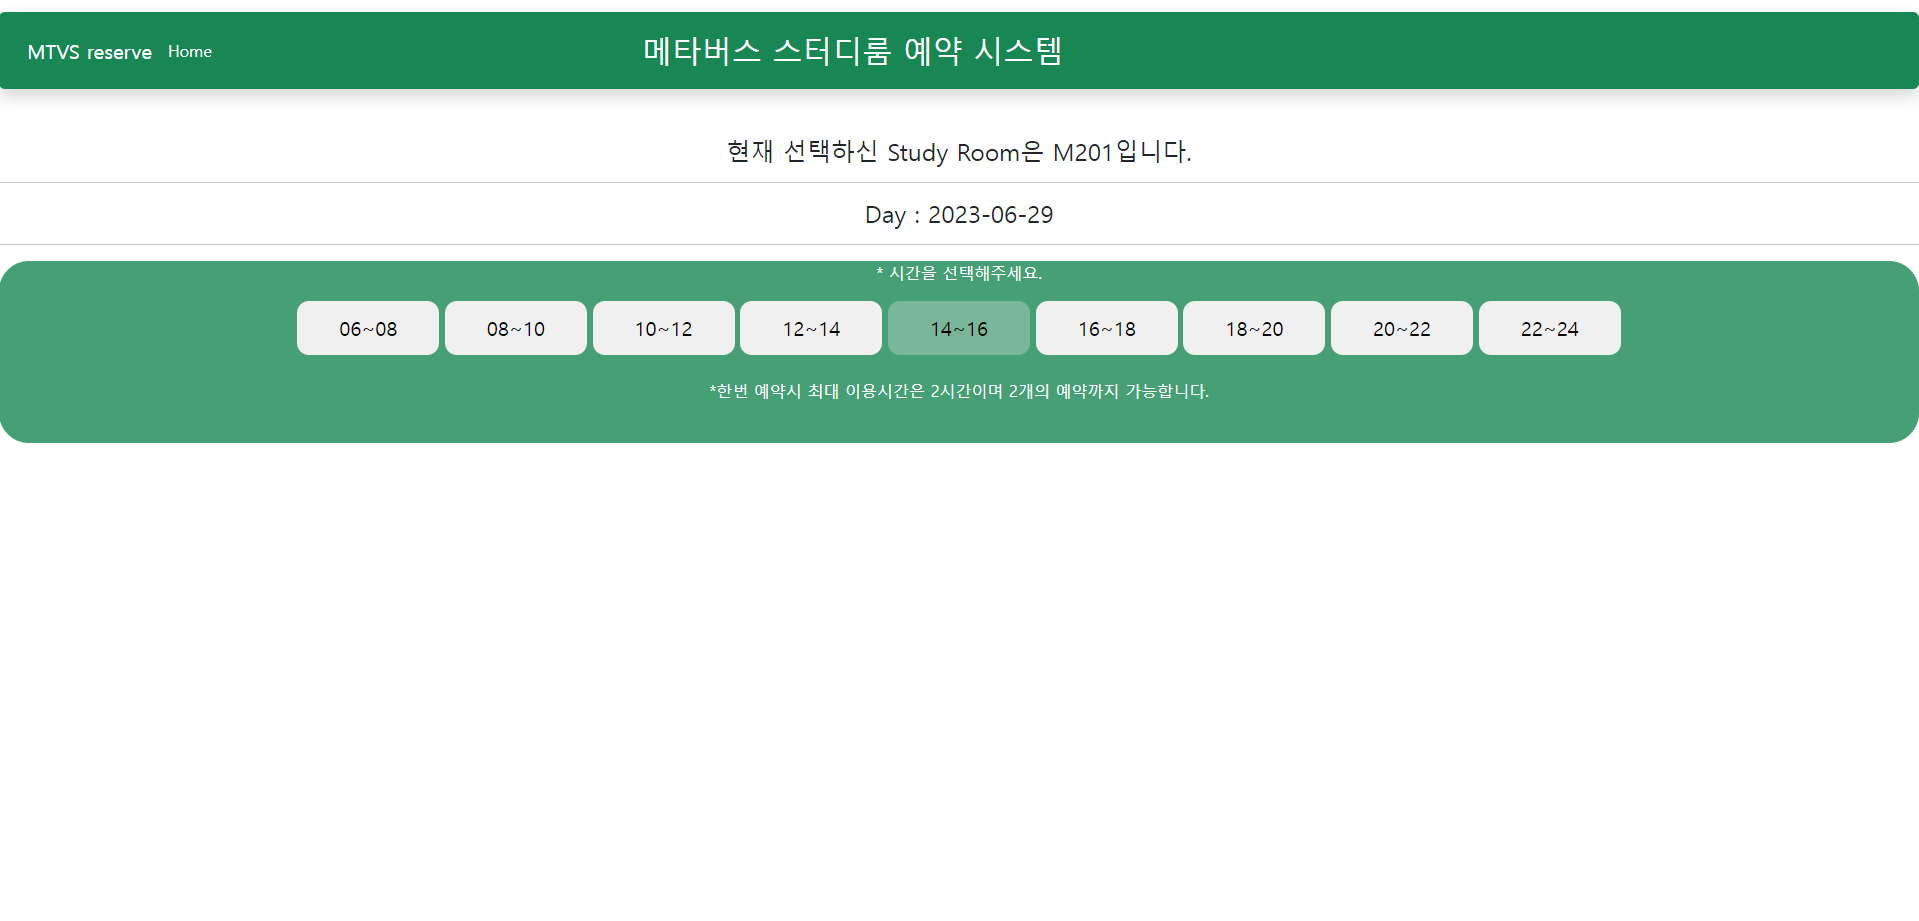 MTVS reserve Home 메타버스 스터디룸 예약 시스템
현재 선택하신 Study Room은 M201입니다.
Day : 2023-06-29
* 시간을 선택해주세요.
06~08 08~10 10~12 12~14 14~16 16~18 18~20 20~22 22~24
*한번 예약시 최대 이용시간은 2시간이며 2개의 예약까지 가능합니다.